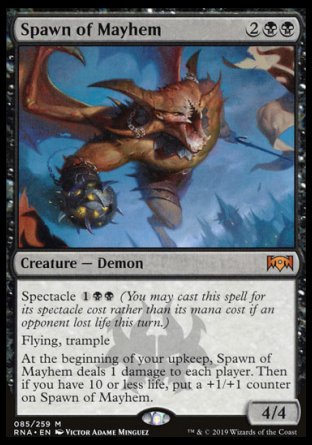 Spawn of Mayhem 2
Creature — Demon
Spectacle 1 (You may cast this spell for
its spectacle cost rather than its mana cost if an
opponent lost life this turn.)
Flying, trample
At the beginning of your upkeep, Spawn of
Mayhem deals 1 damage to each player. Then
if you have 10 or less life, put a +1/+1 counter
on Spawn of Mayhem.
4/4
085/259 M
RNA • EN Victor Adame Minguez ™ & © 2019 Wizards of the Coast